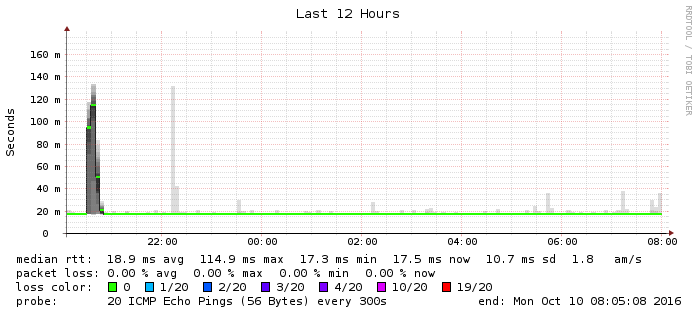 Last 12 Hours
RRDTOOL / TOBI OETIKER
Seconds
160 m
140 m
120 m
100 m
80 m
60 m
40 m
20 m
0
22:00 00:00 02:00 04:00 06:00 08:00
median rtt: 18.9 ms avg 114.9 ms max 17.3 ms min 17.5 ms now 10.7 ms sd 1.8 am/s
packet loss: 0.00 % avg 0.00 % max 0.00 % min 0.00 % now
loss color: 0 1/20 2/20 3/20 4/20 10/20 19/20
probe: 20 ICMP Echo Pings (56 Bytes) every 300s end: Mon Oct 10 08:05:08 2016